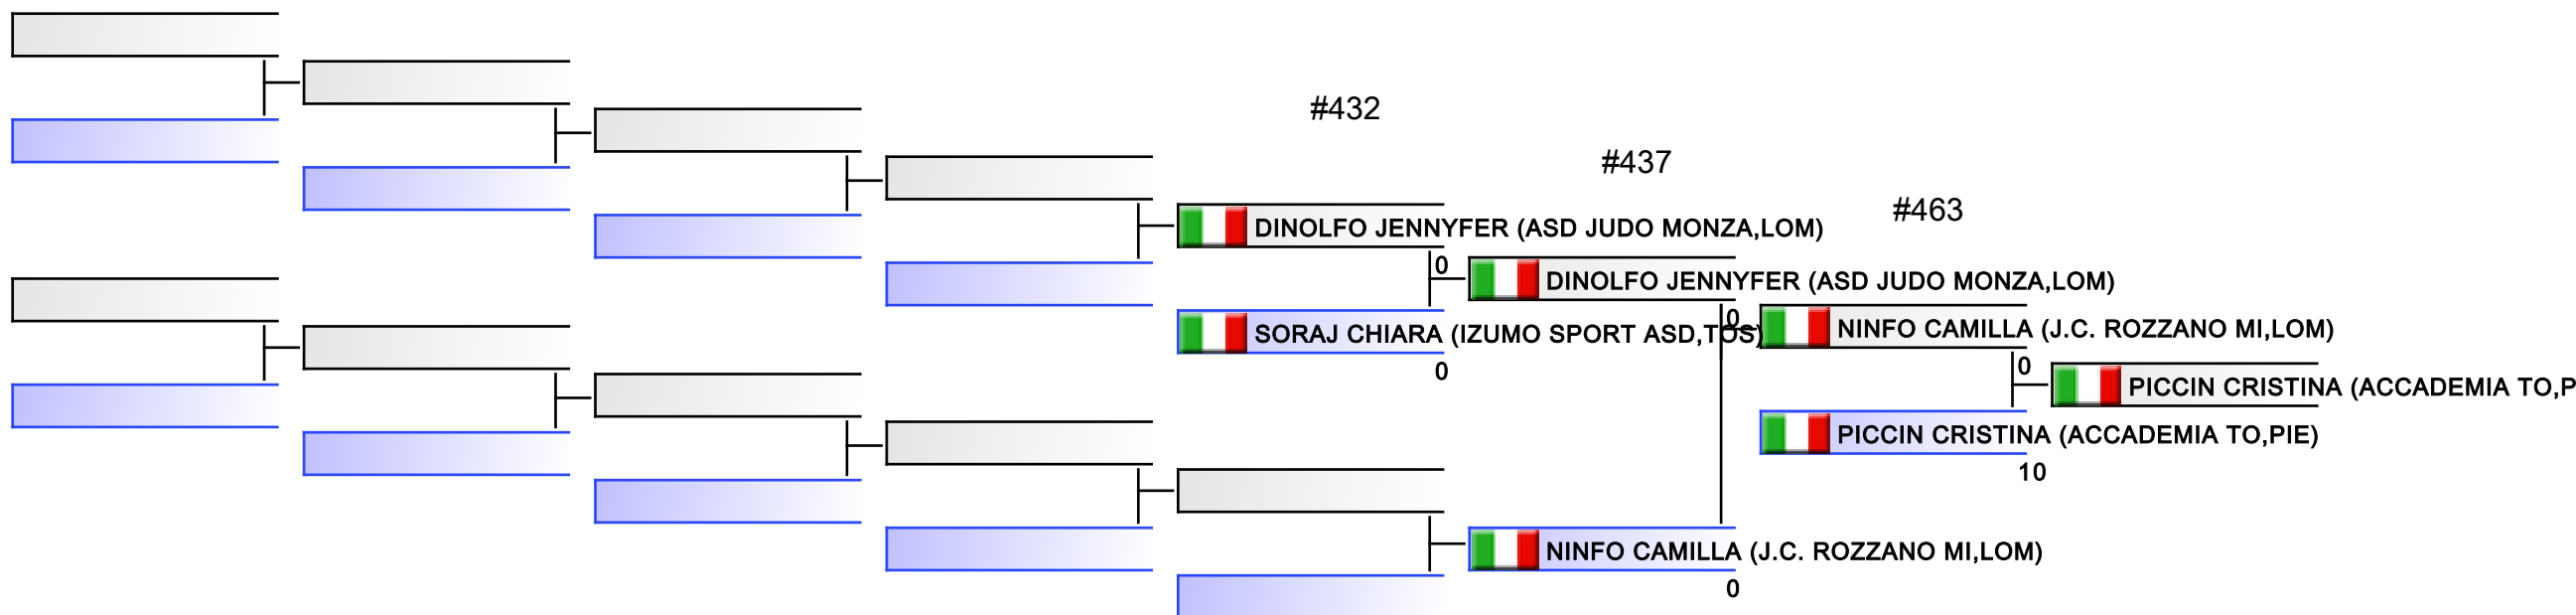 #432
#437
#463
DINOLFO JENNYFER (ASD JUDO MONZA,LOM)
0
DINOLFO JENNYFER (ASD JUDO MONZA,LOM)
SORAJ CHIARA (IZUMO SPORT ASD,TOS)
0
0
NINFO CAMILLA (J.C. ROZZANO MI,LOM)
0
PICCIN CRISTINA (ACCADEMIA TO,P
PICCIN CRISTINA (ACCADEMIA TO,PIE)
10
NINFO CAMILLA (J.C. ROZZANO MI,LOM)
0